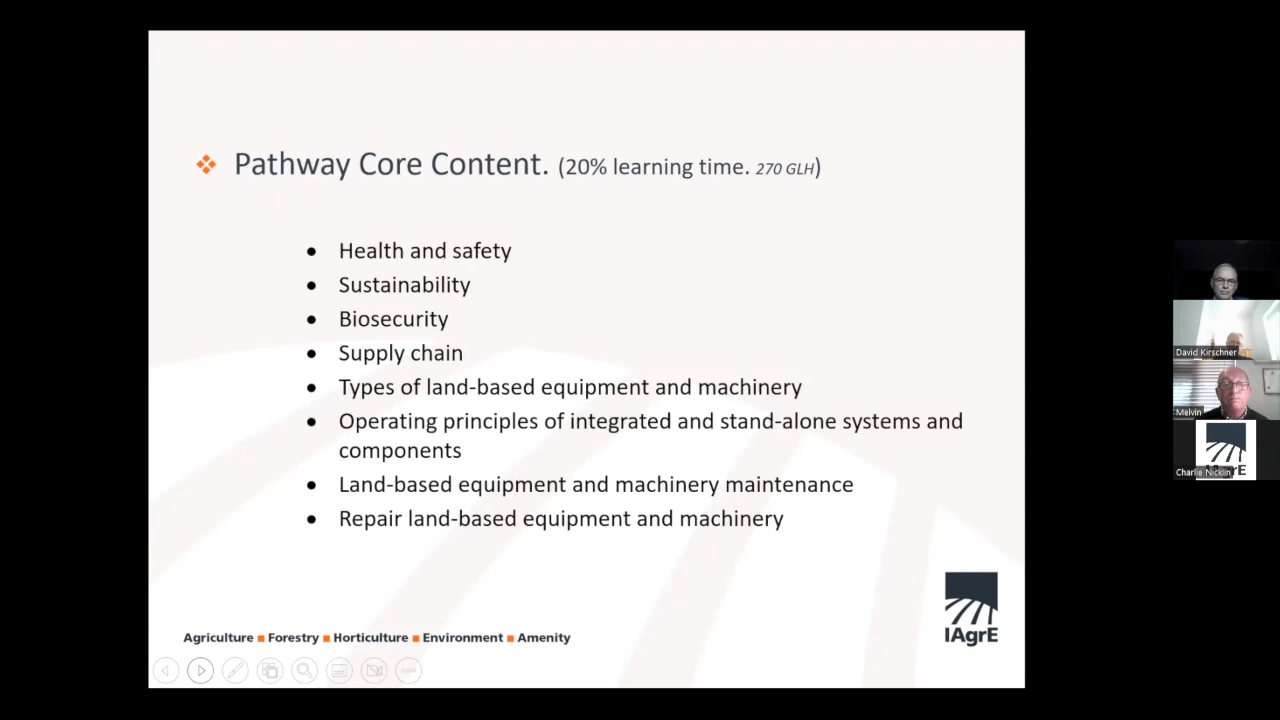 Pathway Core Content. (20% learning time. 270 GLH)
Health and safety
Sustainability
Biosecurity
Supply chain
Types of land-based equipment and machinery
Operating principles of integrated and stand-alone systems and
components
Land-based equipment and machinery maintenance
Repair land-based equipment and machinery
IAgrE
Agriculture ■ Forestry ■ Horticulture ■ Environment ■ Amenity
David Kirschner
Melvin
Charlie Nicklin